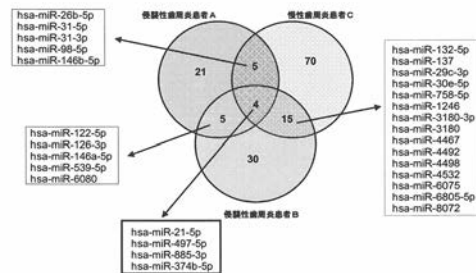 侵襲性歯周炎患者A
慢性歯周炎患者C
hsa-miR-26b-5p
hsa-miR-31-5p
hsa-miR-31-3p
hsa-miR-98-5p
hsa-miR-146b-5p
21
5
70
4
5
15
30
hsa-miR-132-5p
hsa-miR-137
hsa-miR-29c-3p
hsa-miR-30e-5p
hsa-miR-758-5p
hsa-miR-1246
hsa-miR-3180-3p
hsa-miR-3180
hsa-miR-4467
hsa-miR-4492
hsa-miR-4498
hsa-miR-4532
hsa-miR-6075
hsa-miR-6805-5p
hsa-miR-8072
hsa-miR-122-5p
hsa-miR-126-3p
hsa-miR-146a-5p
hsa-miR-539-5p
hsa-miR-6080
侵襲性歯周炎患者B
hsa-miR-21-5p
hsa-miR-497-5p
hsa-miR-885-3p
hsa-miR-374b-5p